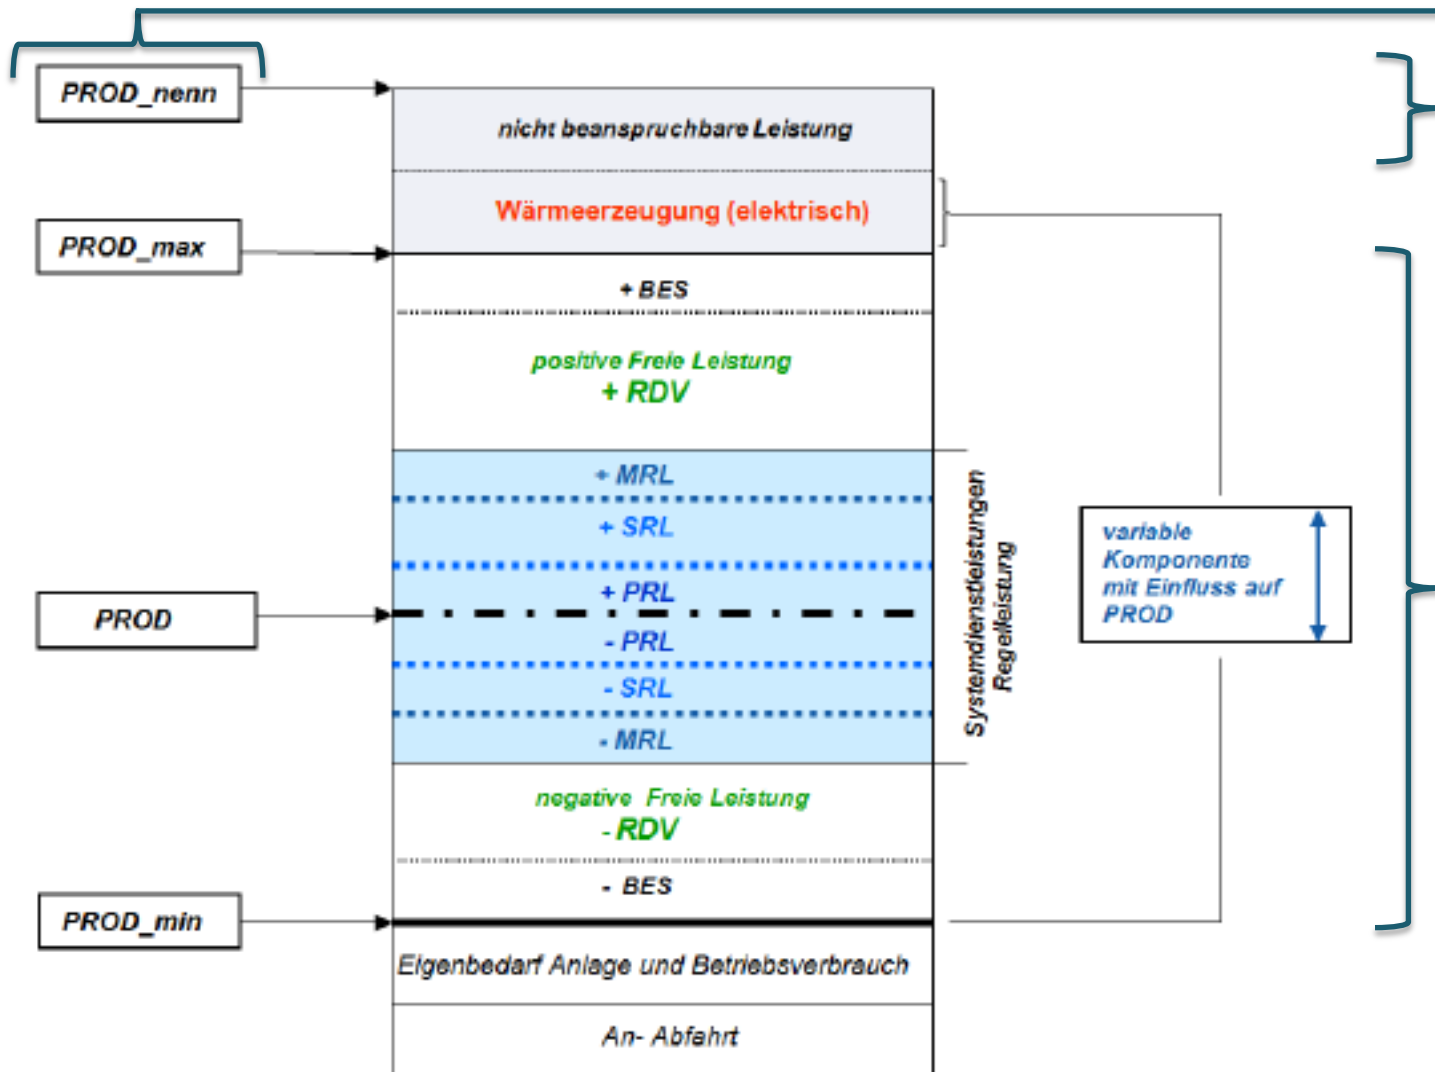 PROD_nenn
nicht beanspruchbare Leistung
Wärmeerzeugung (elektrisch)
PROD_max
+ BES
positive Freie Leistung
+ RDV
+ MRL
+ SRL
+ PRL
PROD
- PRL
- SRL
- MRL
Systemdienstleistungen
Regelleistung
variable
Komponente
mit Einfluss auf
PROD
negative Freie Leistung
- RDV
- BES
PROD_min
Eigenbedarf Anlage und Betriebsverbrauch
An- Abfahrt